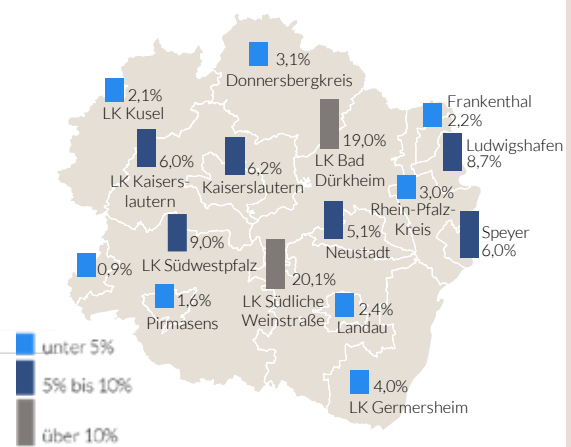 3,1%
Donnersbergkreis
2,1%
LK Kusel
Frankenthal
2,2%
19,0%
LK Bad
Dürkheim
Ludwigshafen
8,7%
6,0%
LK Kaisers-
lautern
6,2%
Kaiserslautern
3,0%
Rhein-Pfalz-
Kreis
9,0%
LK Südwestpfalz
5,1%
Neustadt
Speyer
6,0%
0,9%
20,1%
LK Südliche
Weinstraße
1,6%
Pirmasens
2,4%
Landau
4,0%
LK Germersheim
unter 5%
5% bis 10%
über 10%